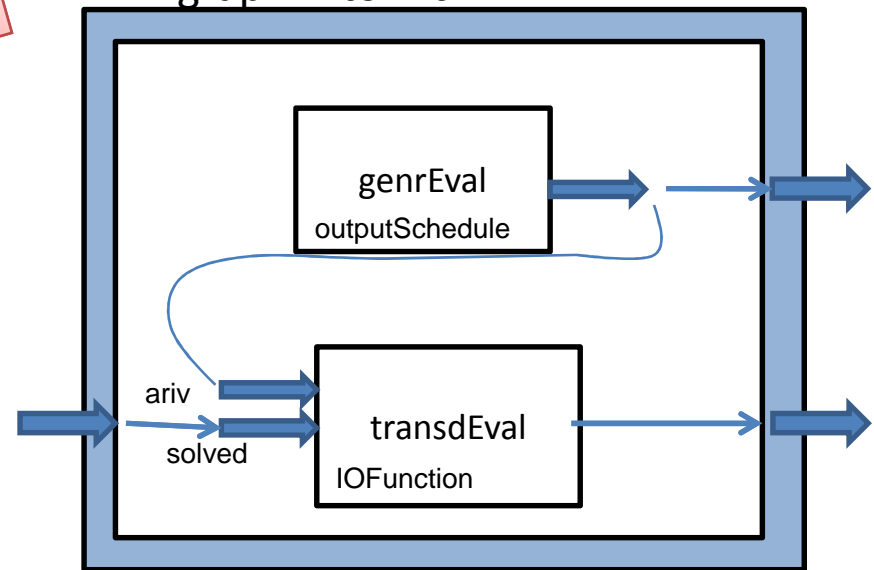 genrEval
outputSchedule
ariv
solved
transdEval
IOFunction